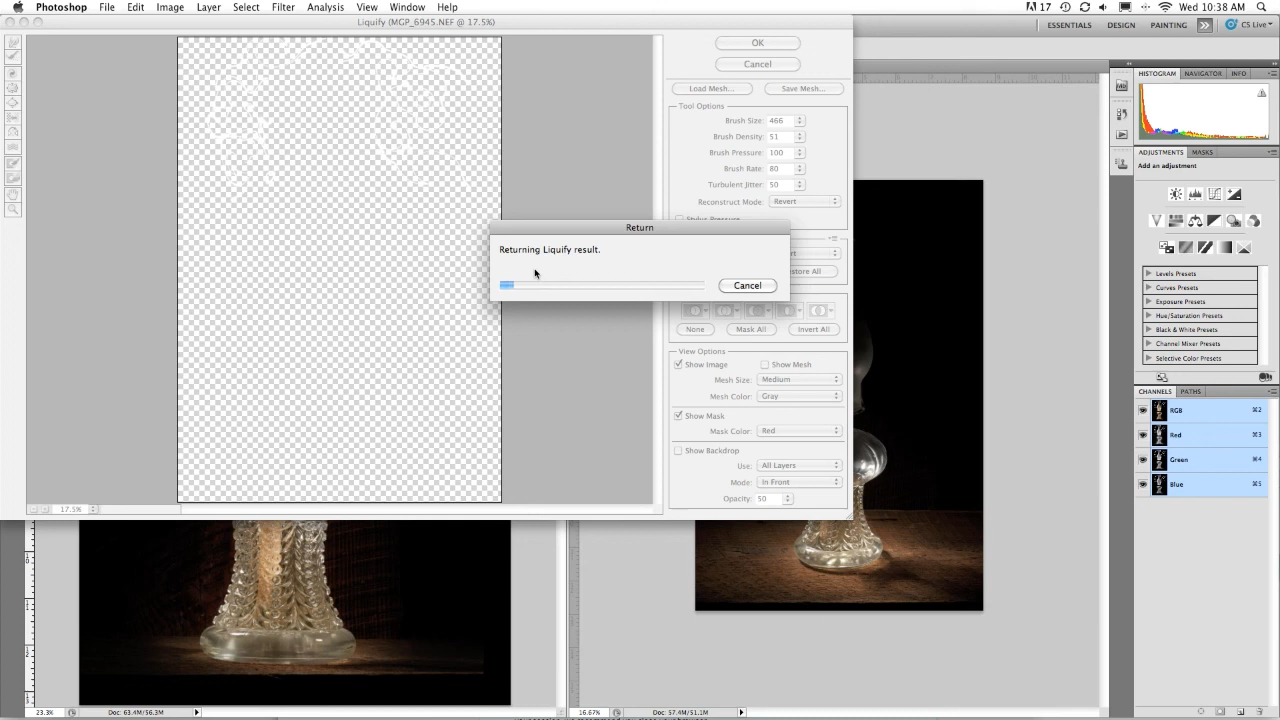 Photoshop File Edit Image Layer Select Filter Analysis View Window Help 17 Wed 10:38 AM
Liquify (MGP_6945.NEF @ 17.5%)
ESSENTIALS DESIGN PAINTING CS Live
OK
Cancel
Load Mesh... Save Mesh...
Tool Options
Brush Size: 466
Brush Density: 51
Brush Pressure: 100
Brush Rate: 80
Turbulent Jitter: 50
Reconstruct Mode: Revert
Stylus Pressure
Return
Returning Liquify result.
Cancel
None Mask All Invert All
View Options
Show Image Show Mesh
Mesh Size: Medium
Mesh Color: Gray
Show Mask
Mask Color: Red
Show Backdrop
Use: All Layers
Mode: In Front
Opacity: 50
17.5%
HISTOGRAM NAVIGATOR INFO
ADJUSTMENTS MASKS
Add an adjustment
Levels Presets
Curves Presets
Exposure Presets
Hue/Saturation Presets
Black & White Presets
Channel Mixer Presets
Selective Color Presets
CHANNELS PATHS
RGB ⌘2
Red ⌘3
Green ⌘4
Blue ⌘5
23.3% Doc: 63.4M/56.3M
16.67% Doc: 57.4M/51.1M